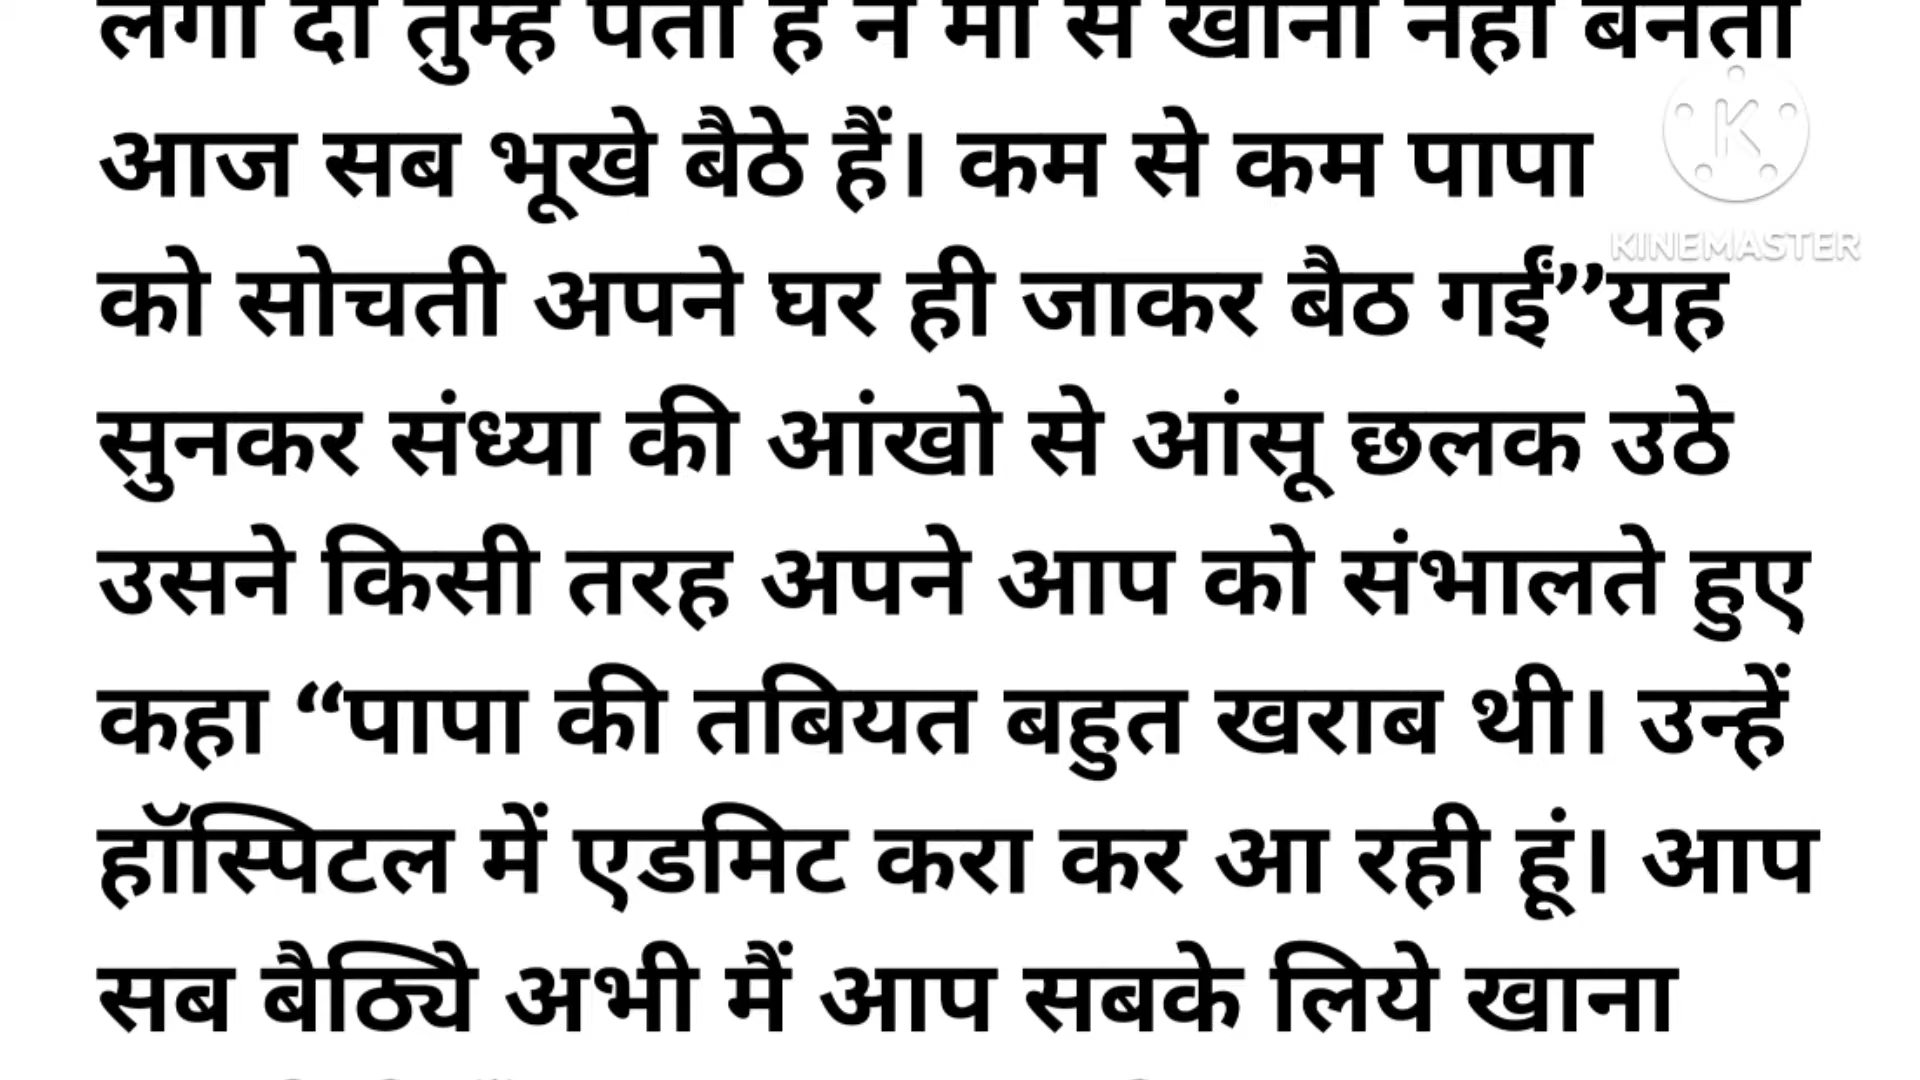 लगा दी तुम्हे पता है न मां से खाना नहीं बनता
आज सब भूखे बैठे हैं। कम से कम पापा
को सोचती अपने घर ही जाकर बैठ गईं”यह
सुनकर संध्या की आंखो से आंसू छलक उठे
उसने किसी तरह अपने आप को संभालते हुए
कहा “पापा की तबियत बहुत खराब थी। उन्हें
हॉस्पिटल में एडमिट करा कर आ रही हूं। आप
सब बैठ्यिै अभी मैं आप सबके लिये खाना
K
KINEMASTER